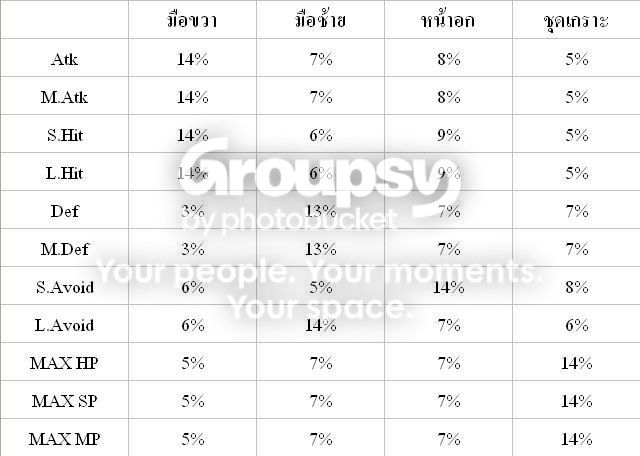 มือขวา มือซ้าย หน้าอก ชุดเกราะ
Atk 14% 7% 8% 5%
M.Atk 14% 7% 8% 5%
S.Hit 14% 6% 9% 5%
L.Hit 14% 6% 9% 5%
Def 3% 13% 7% 7%
M.Def 3% 13% 7% 7%
S.Avoid 6% 5% 14% 8%
L.Avoid 6% 14% 7% 6%
MAX HP 5% 7% 7% 14%
MAX SP 5% 7% 7% 14%
MAX MP 5% 7% 7% 14%
Groupsy
by photobucket
Your people. Your moments.
Your space.